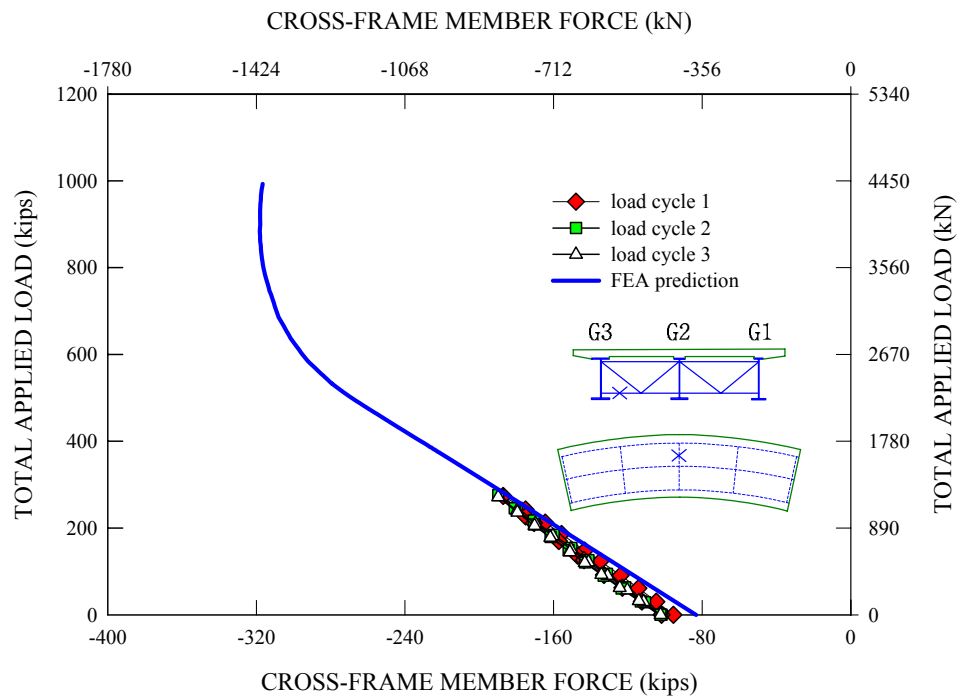 CROSS-FRAME MEMBER FORCE (kN)
-1780 -1424 -1068 -712 -356 0
1200 5340
1000 4450
800 3560
600 2670
400 1780
200 890
0 0
TOTAL APPLIED LOAD (kips)
TOTAL APPLIED LOAD (kN)
load cycle 1
load cycle 2
load cycle 3
FEA prediction
G3 G2 G1
-400 -320 -240 -160 -80 0
CROSS-FRAME MEMBER FORCE (kips)